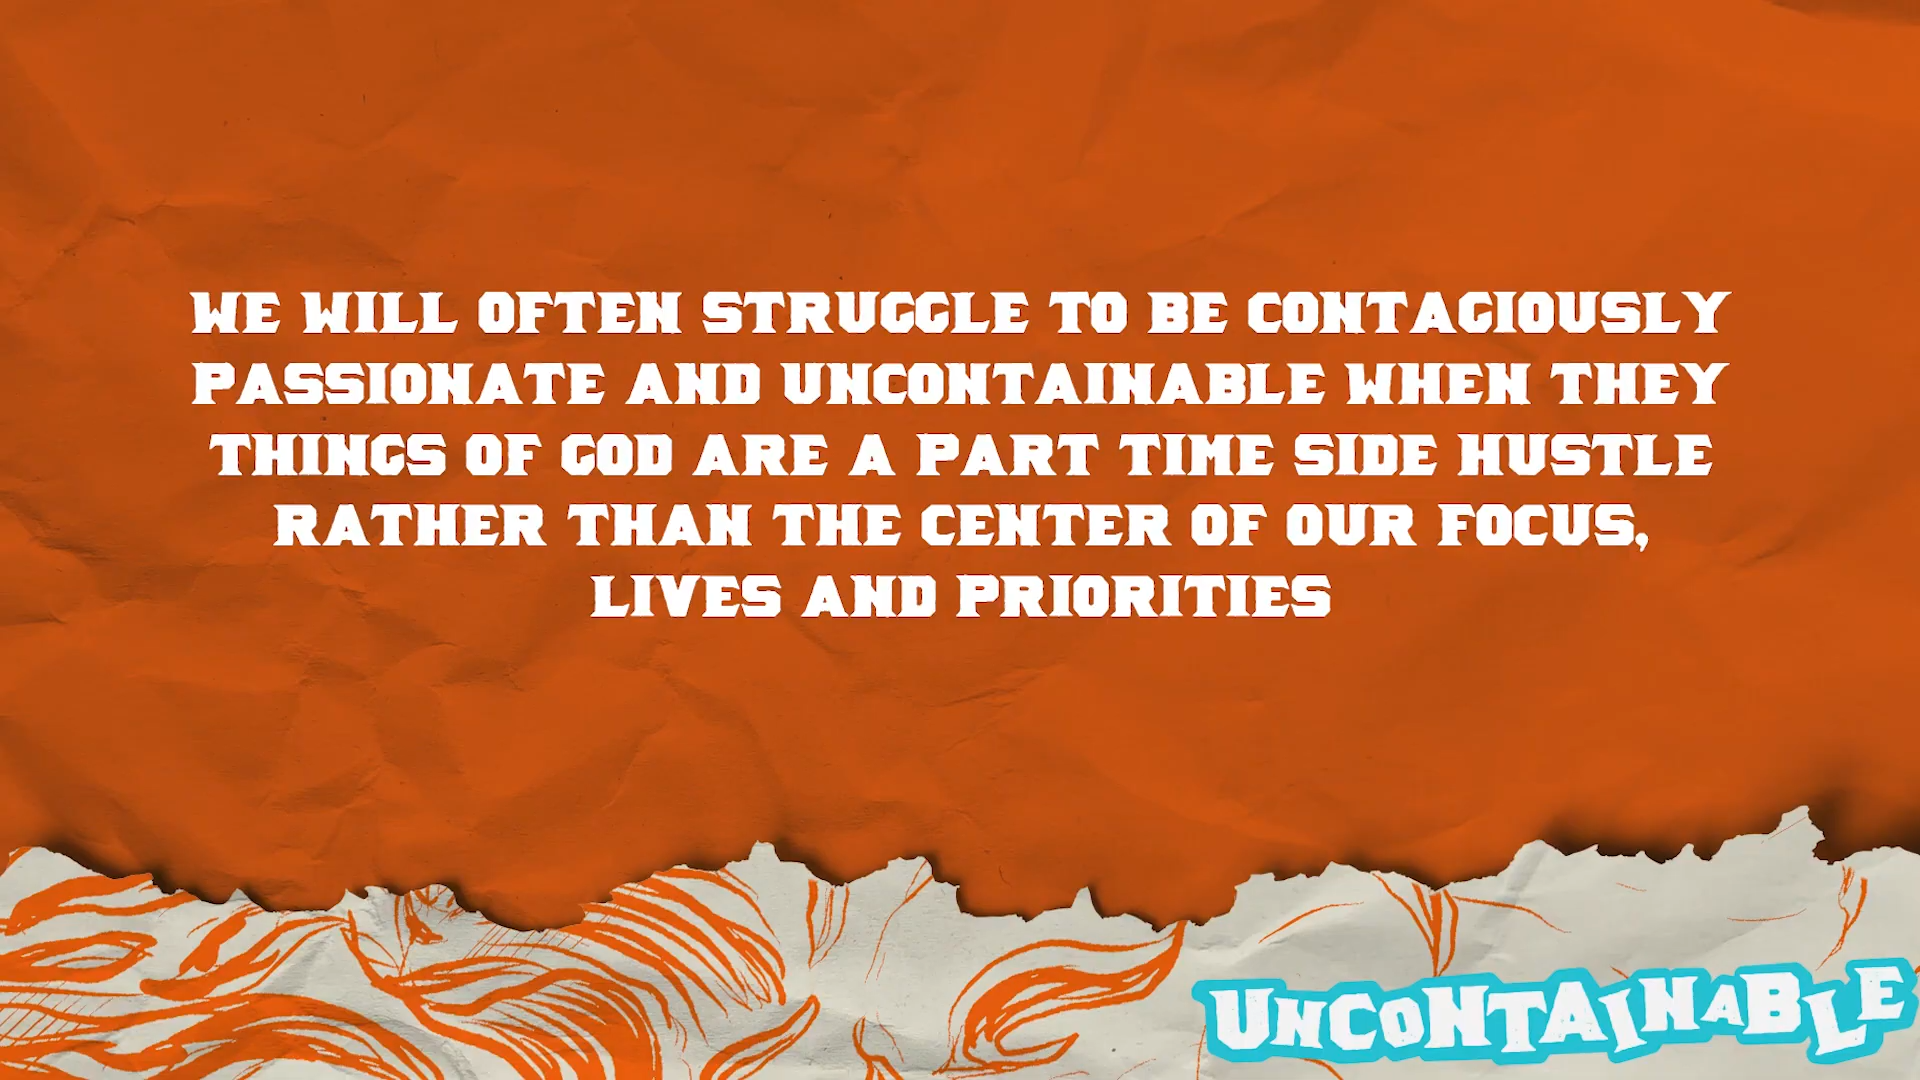 WE WILL OFTEN STRUGGLE TO BE CONTAGIOUSLY
PASSIONATE AND UNCONTAINABLE WHEN THEY
THINGS OF GOD ARE A PART TIME SIDE HUSTLE
RATHER THAN THE CENTER OF OUR FOCUS,
LIVES AND PRIORITIES
UNCONTAINABLE